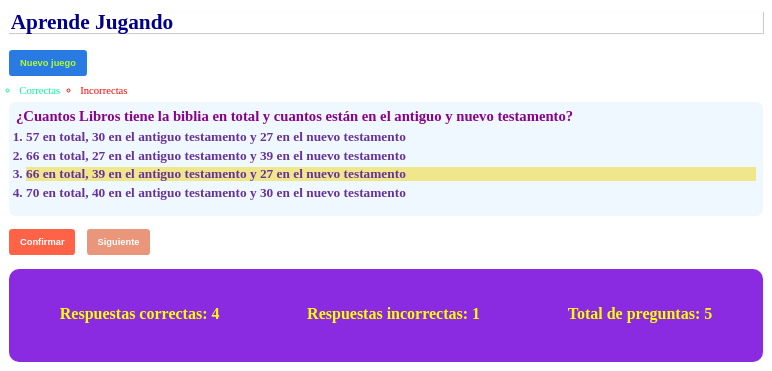 Aprende Jugando
Nuevo juego
Correctas Incorrectas
¿Cuantos Libros tiene la biblia en total y cuantos están en el antiguo y nuevo testamento?
1. 57 en total, 30 en el antiguo testamento y 27 en el nuevo testamento
2. 66 en total, 27 en el antiguo testamento y 39 en el nuevo testamento
3. 66 en total, 39 en el antiguo testamento y 27 en el nuevo testamento
4. 70 en total, 40 en el antiguo testamento y 30 en el nuevo testamento
Confirmar Siguiente
Respuestas correctas: 4 Respuestas incorrectas: 1 Total de preguntas: 5